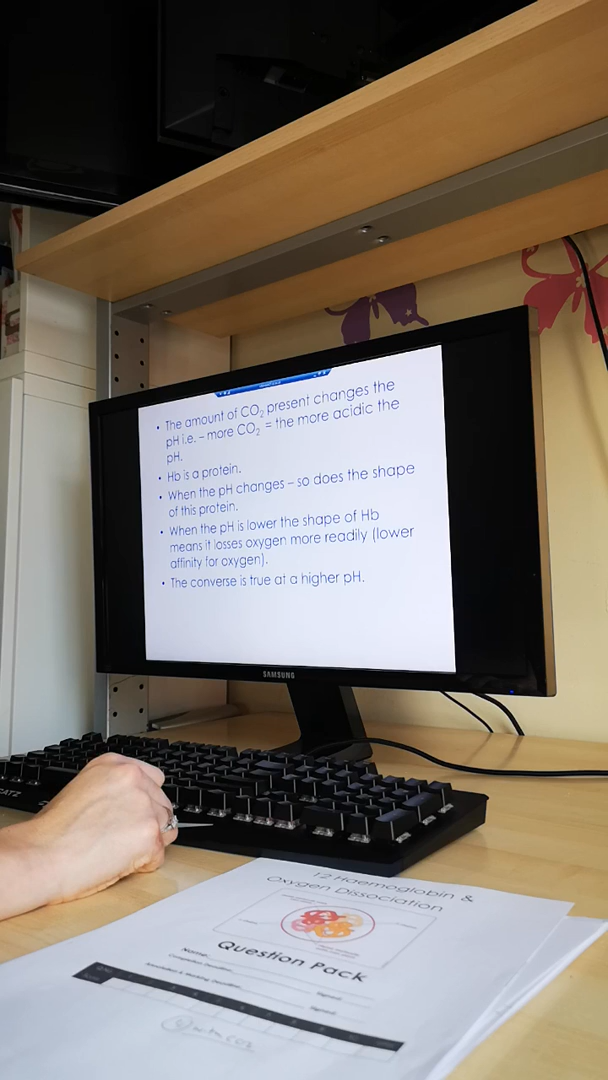 • The amount of CO₂ present changes the
pH i.e. – more CO₂ = the more acidic the
pH.
• Hb is a protein.
• When the pH changes – so does the shape
of this protein.
• When the pH is lower the shape of Hb
means it losses oxygen more readily (lower
affinity for oxygen).
• The converse is true at a higher pH.
SAMSUNG
12 Haemoglobin &
Oxygen Dissociation
Question Pack
Name:
Completion Deadline:
Signed:
Signed: